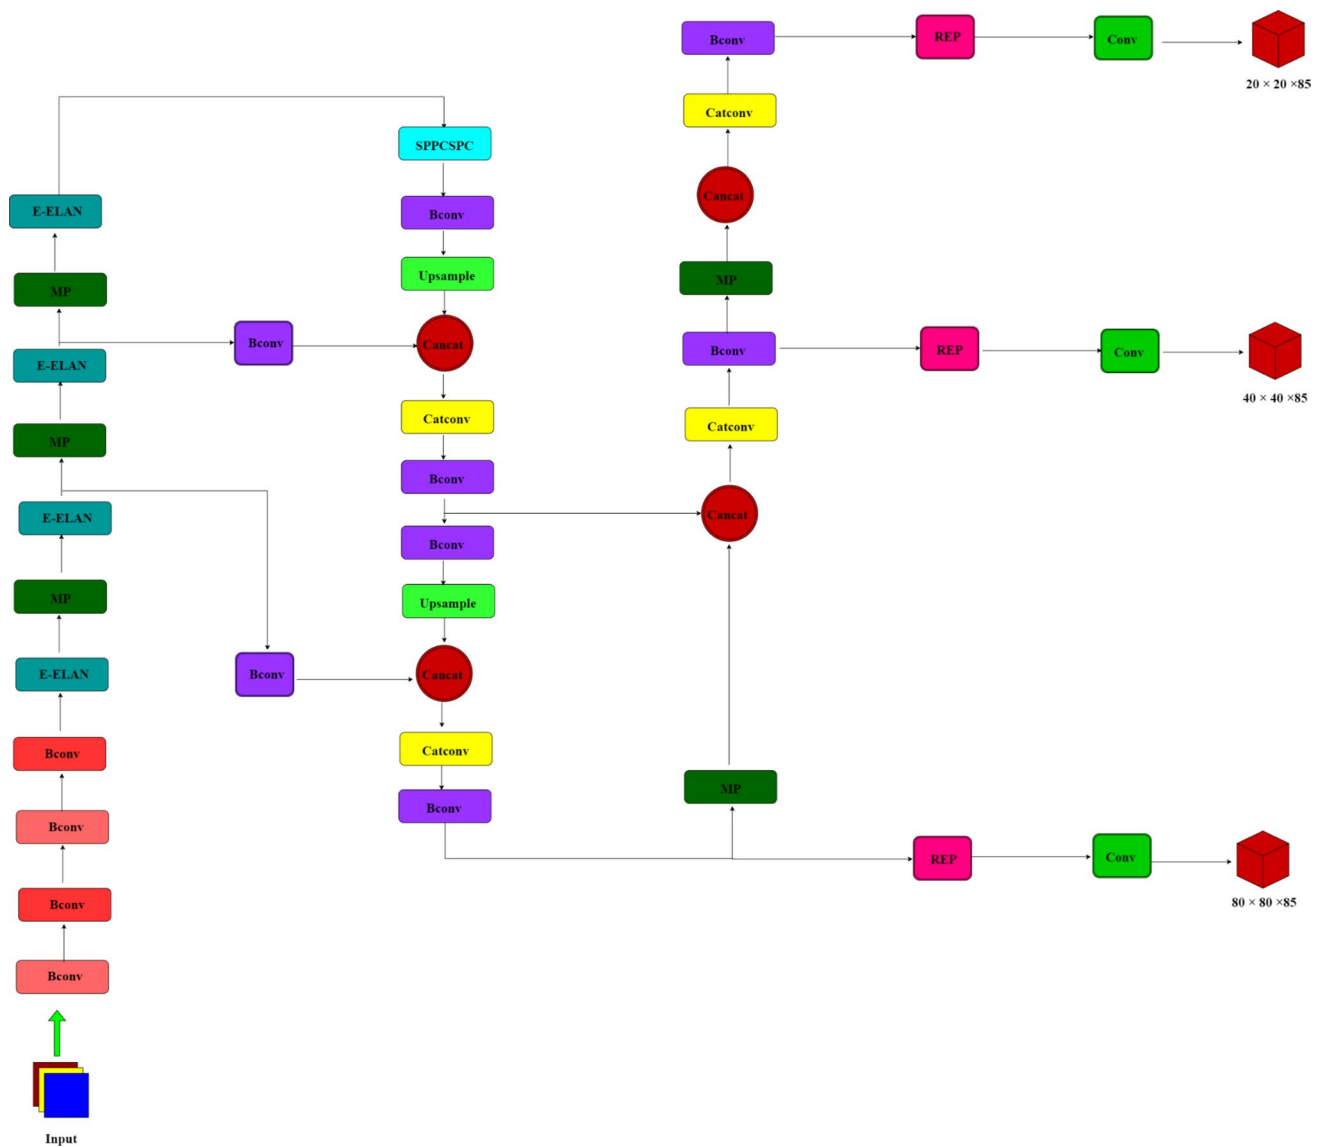 Bconv
REP
Conv
20 × 20 ×85
Catconv
SPPCSPC
Cancat
E-ELAN
Bconv
Upsample
MP
MP
Bconv
Cancat
Bconv
REP
Conv
E-ELAN
40 × 40 ×85
Catconv
Catconv
MP
Bconv
Cancat
E-ELAN
Bconv
MP
Upsample
E-ELAN
Bconv
Cancat
Bconv
Catconv
MP
Bconv
Bconv
REP
Conv
80 × 80 ×85
Bconv
Bconv
Input